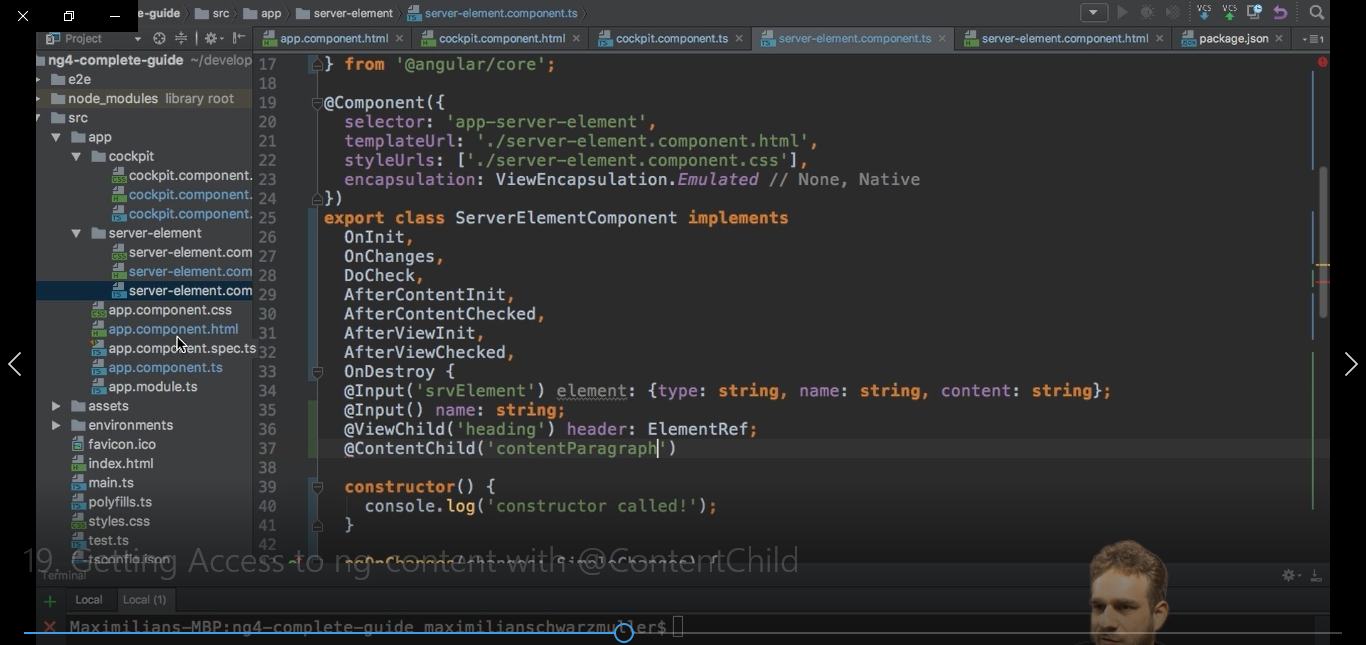 e-guide src app server-element server-element.component.ts
VCS VCS
Project
app.component.html cockpit.component.html cockpit.component.ts server-element.component.ts server-element.component.html package.json
ng4-complete-guide ~/develop
e2e
node_modules library root
src
app
cockpit
cockpit.component.
cockpit.component.
cockpit.component.
server-element
server-element.com
server-element.com
server-element.com
app.component.css
app.component.html
app.component.spec.ts
app.component.ts
app.module.ts
assets
environments
favicon.ico
index.html
main.ts
polyfills.ts
styles.css
test.ts
tsconfig.json
17 } from '@angular/core';
18
19 @Component({
20 selector: 'app-server-element',
21 templateUrl: './server-element.component.html',
22 styleUrls: ['./server-element.component.css'],
23 encapsulation: ViewEncapsulation.Emulated // None, Native
24 })
25 export class ServerElementComponent implements
26 OnInit,
27 OnChanges,
28 DoCheck,
29 AfterContentInit,
30 AfterContentChecked,
31 AfterViewInit,
32 AfterViewChecked,
33 OnDestroy {
34 @Input('srvElement') element: {type: string, name: string, content: string};
35 @Input() name: string;
36 @ViewChild('heading') header: ElementRef;
37 @ContentChild('contentParagraph')
38
39 constructor() {
40 console.log('constructor called!');
41 }
42
ngOnChanges(changes: SimpleChanges) {
19. Getting Access to ng-content with @ContentChild
Terminal
Local Local (1)
Maximilians-MBP:ng4-complete-guide maximilianschwarzmuller$